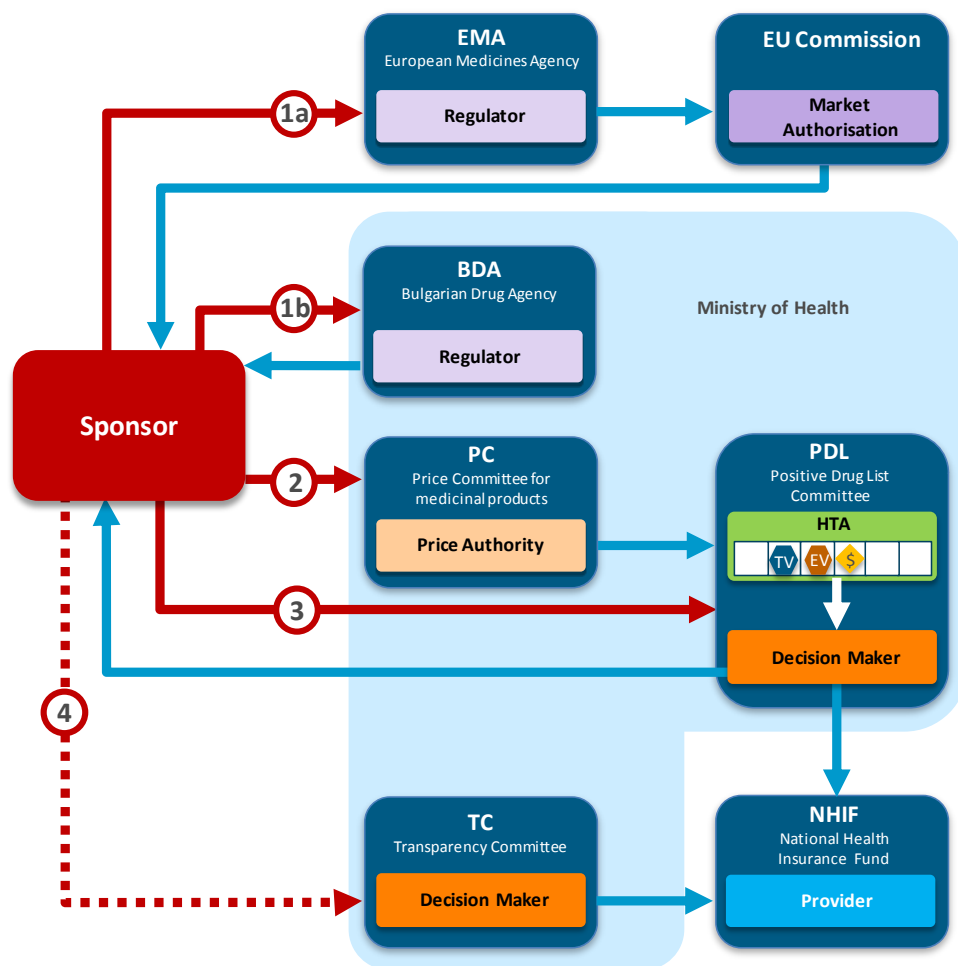 EMA
European Medicines Agency
Regulator
EU Commission
Market
Authorisation
1a
BDA
Bulgarian Drug Agency
Regulator
1b
Ministry of Health
Sponsor
2
PC
Price Committee for
medicinal products
Price Authority
PDL
Positive Drug List
Committee
HTA
TV EV $
3
Decision Maker
4
TC
Transparency Committee
Decision Maker
NHIF
National Health
Insurance Fund
Provider